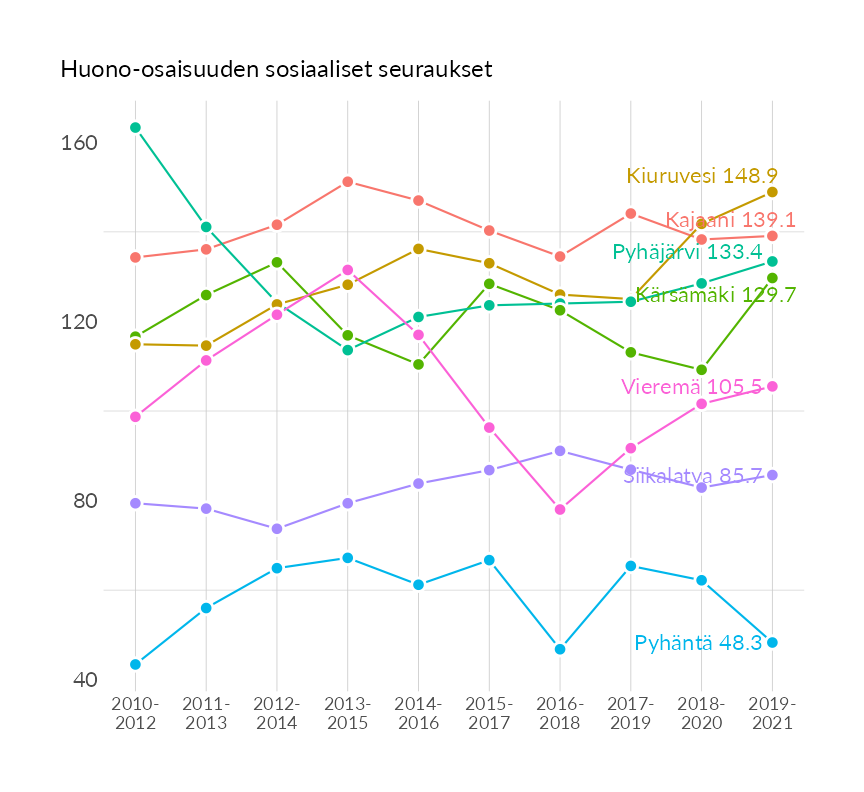 Huono-osaisuuden sosiaaliset seuraukset
160
120
80
40
Kiuruvesi 148.9
Kajaani 139.1
Pyhäjärvi 133.4
Kärsämäki 129.7
Vieremä 105.5
Siikalatva 85.7
Pyhäntä 48.3
2010- 2011- 2012- 2013- 2014- 2015- 2016- 2017- 2018- 2019-
2012 2013 2014 2015 2016 2017 2018 2019 2020 2021